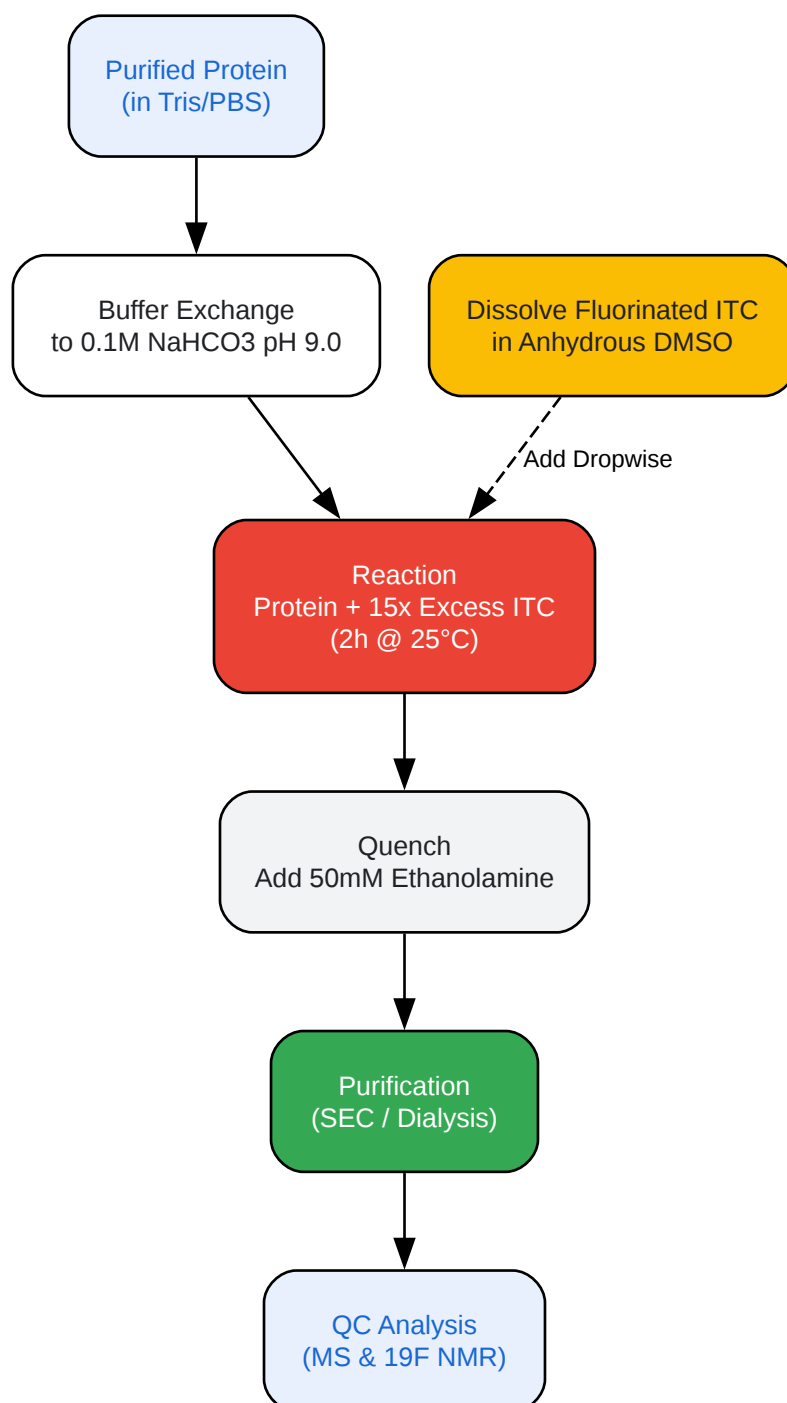 Purified Protein
(in Tris/PBS)
Buffer Exchange
to 0.1M NaHCO3 pH 9.0
Dissolve Fluorinated ITC
in Anhydrous DMSO
Add Dropwise
Reaction
Protein + 15x Excess ITC
(2h @ 25°C)
Quench
Add 50mM Ethanolamine
Purification
(SEC / Dialysis)
QC Analysis
(MS & 19F NMR)